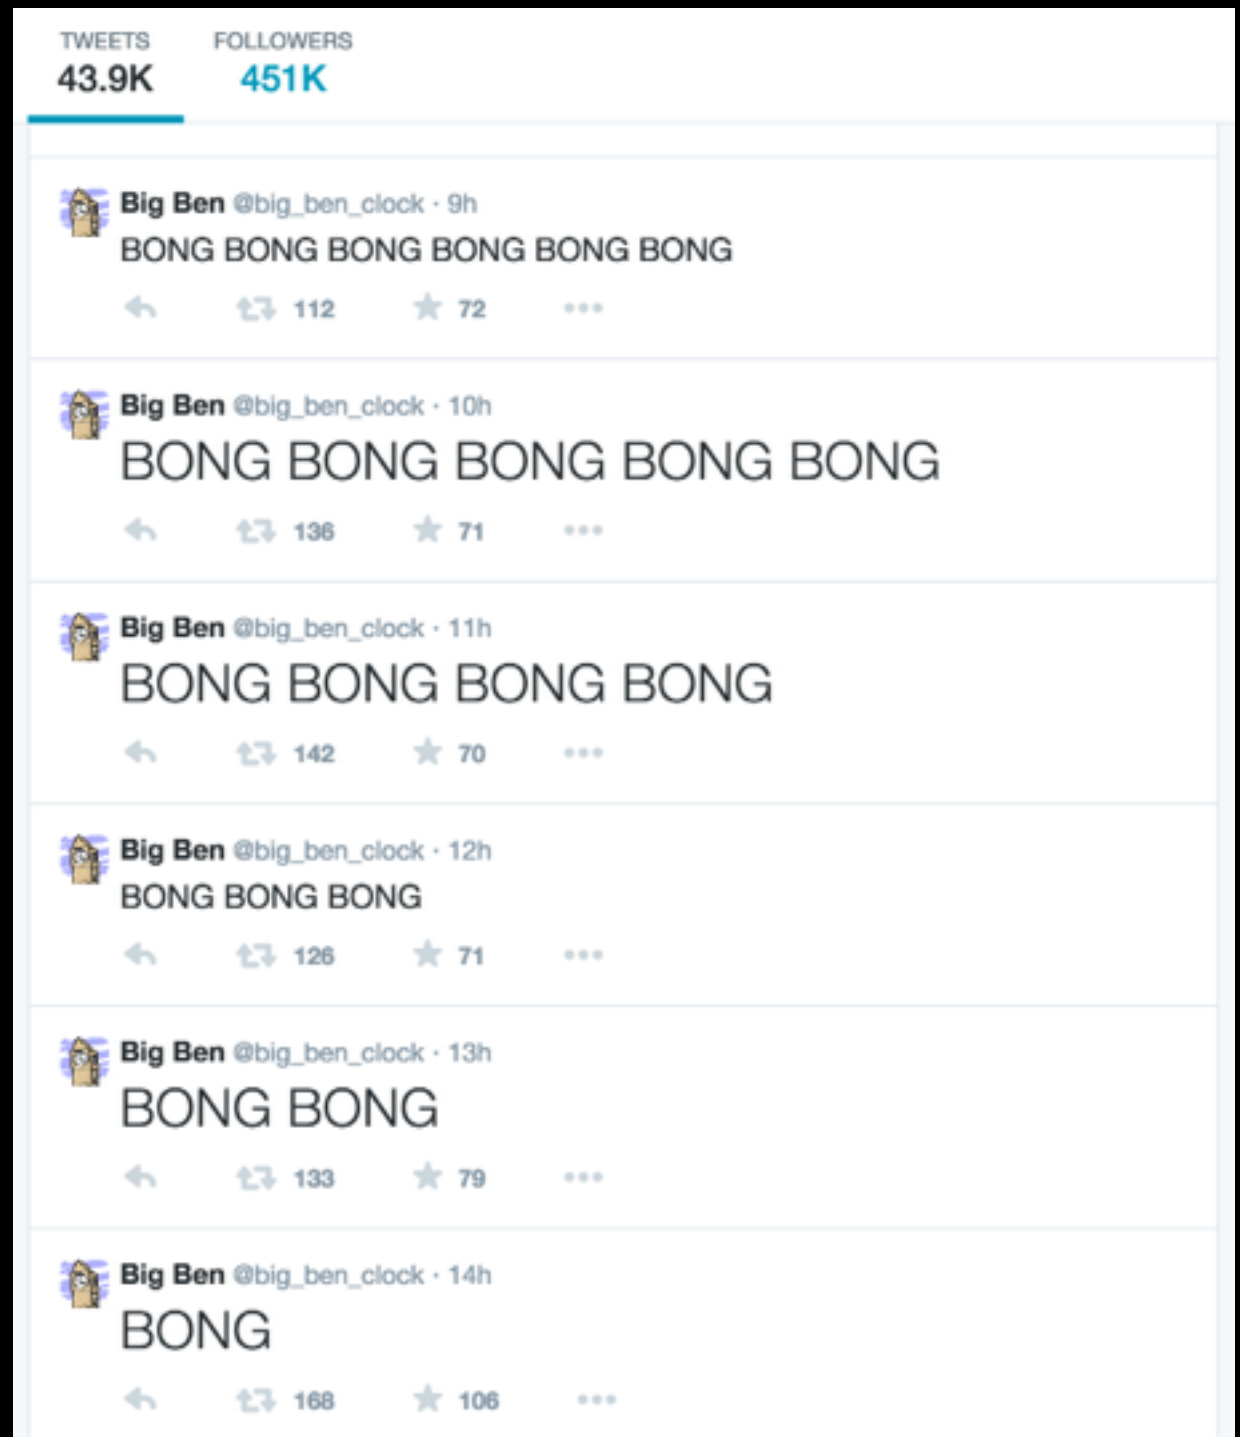 TWEETS FOLLOWERS
43.9K 451K
Big Ben @big_ben_clock · 9h
BONG BONG BONG BONG BONG BONG
112 72
Big Ben @big_ben_clock · 10h
BONG BONG BONG BONG BONG
136 71
Big Ben @big_ben_clock · 11h
BONG BONG BONG BONG
142 70
Big Ben @big_ben_clock · 12h
BONG BONG BONG
126 71
Big Ben @big_ben_clock · 13h
BONG BONG
133 79
Big Ben @big_ben_clock · 14h
BONG
168 106